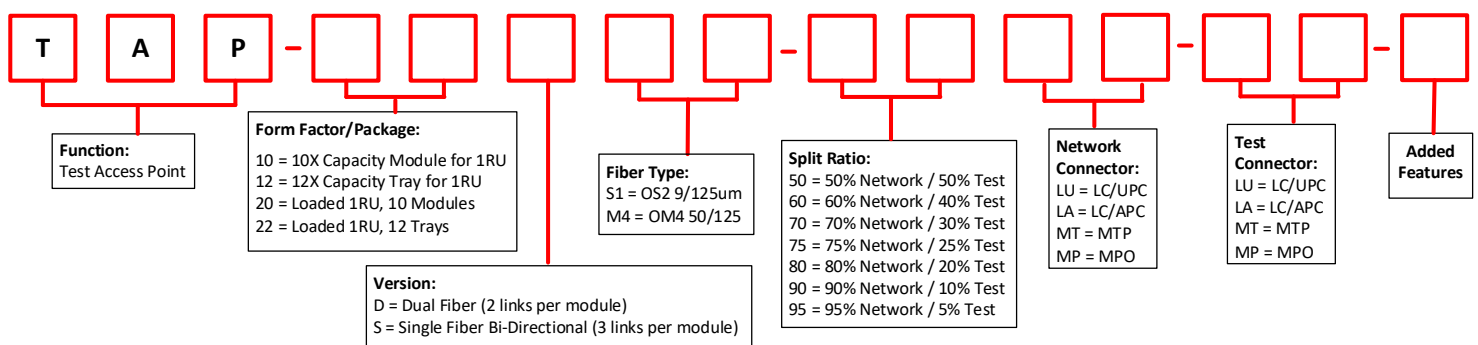 T A P - - - -
Function:
Test Access Point
Form Factor/Package:
10 = 10X Capacity Module for 1RU
12 = 12X Capacity Tray for 1RU
20 = Loaded 1RU, 10 Modules
22 = Loaded 1RU, 12 Trays
Version:
D = Dual Fiber (2 links per module)
S = Single Fiber Bi-Directional (3 links per module)
Fiber Type:
S1 = OS2 9/125um
M4 = OM4 50/125
Split Ratio:
50 = 50% Network / 50% Test
60 = 60% Network / 40% Test
70 = 70% Network / 30% Test
75 = 75% Network / 25% Test
80 = 80% Network / 20% Test
90 = 90% Network / 10% Test
95 = 95% Network / 5% Test
Network
Connector:
LU = LC/UPC
LA = LC/APC
MT = MTP
MP = MPO
Test
Connector:
LU = LC/UPC
LA = LC/APC
MT = MTP
MP = MPO
Added
Features